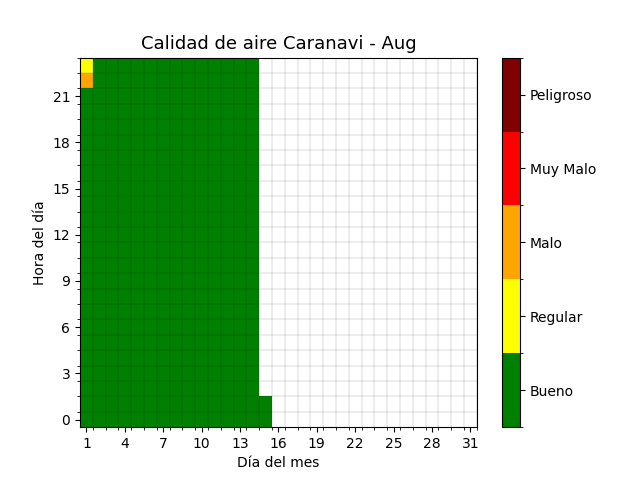 Calidad de aire Caranavi - Aug
Hora del día
21
18
15
12
9
6
3
0
1 4 7 10 13 16 19 22 25 28 31
Día del mes
Peligroso
Muy Malo
Malo
Regular
Bueno